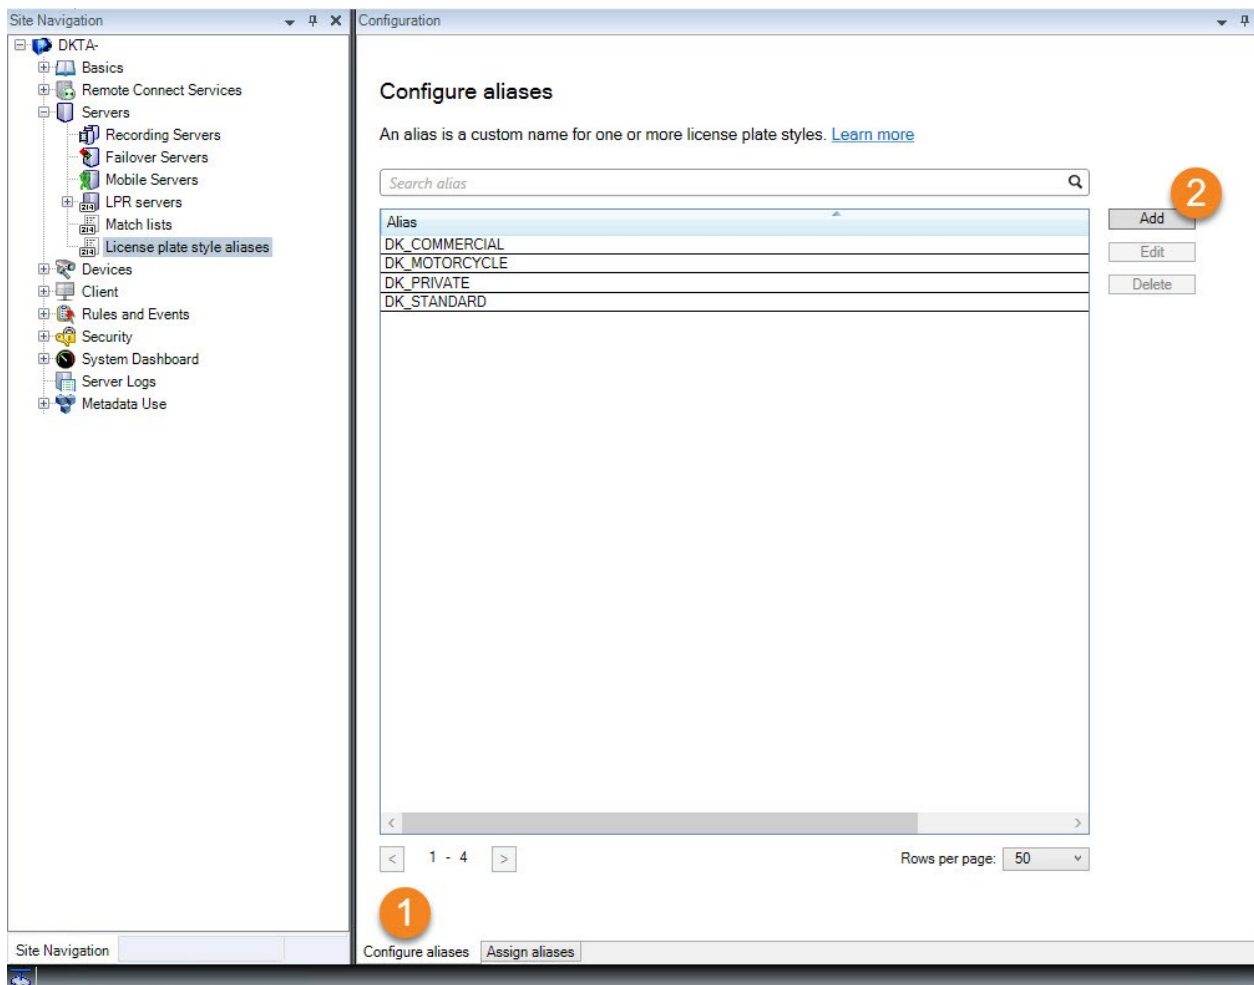 Site Navigation
DKTA-
Basics
Remote Connect Services
Servers
Recording Servers
Failover Servers
Mobile Servers
LPR servers
Match lists
License plate style aliases
Devices
Client
Rules and Events
Security
System Dashboard
Server Logs
Metadata Use
Site Navigation
Configuration
Configure aliases
An alias is a custom name for one or more license plate styles. Learn more
Search alias
Alias
DK_COMMERCIAL
DK_MOTORCYCLE
DK_PRIVATE
DK_STANDARD
2
Add
Edit
Delete
< 1 - 4 >
Rows per page: 50
1
Configure aliases Assign aliases